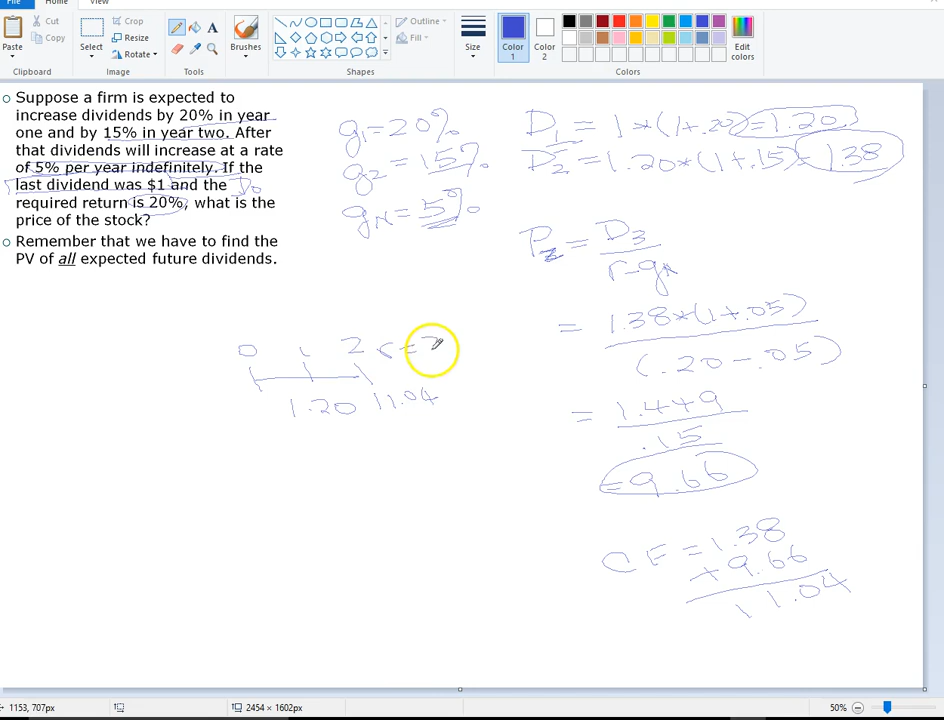 File Home View
Paste
Cut
Copy
Clipboard
Select
Crop
Resize
Rotate
Image
Tools
Brushes
Outline
Fill
Shapes
Size
Color 1
Color 2
Edit colors
Colors
Suppose a firm is expected to
increase dividends by 20% in year
one and by 15% in year two. After
that dividends will increase at a rate
of 5% per year indefinitely. If the
last dividend was $1 and the D0
required return is 20%, what is the
price of the stock?
Remember that we have to find the
PV of all expected future dividends.
g1=20%
g2=15%
gN=5%
D1=1*(1+.20)=1.20
D2=1.20*(1+.15)=1.38
P2=D3
r-gN
=1.38*(1+.05)
(.20-.05)
=1.449
.15
=9.66
CF=1.38
+9.66
11.04
0 1 2 r=2
1.20 11.04
1153, 707px
2454 × 1602px
50%